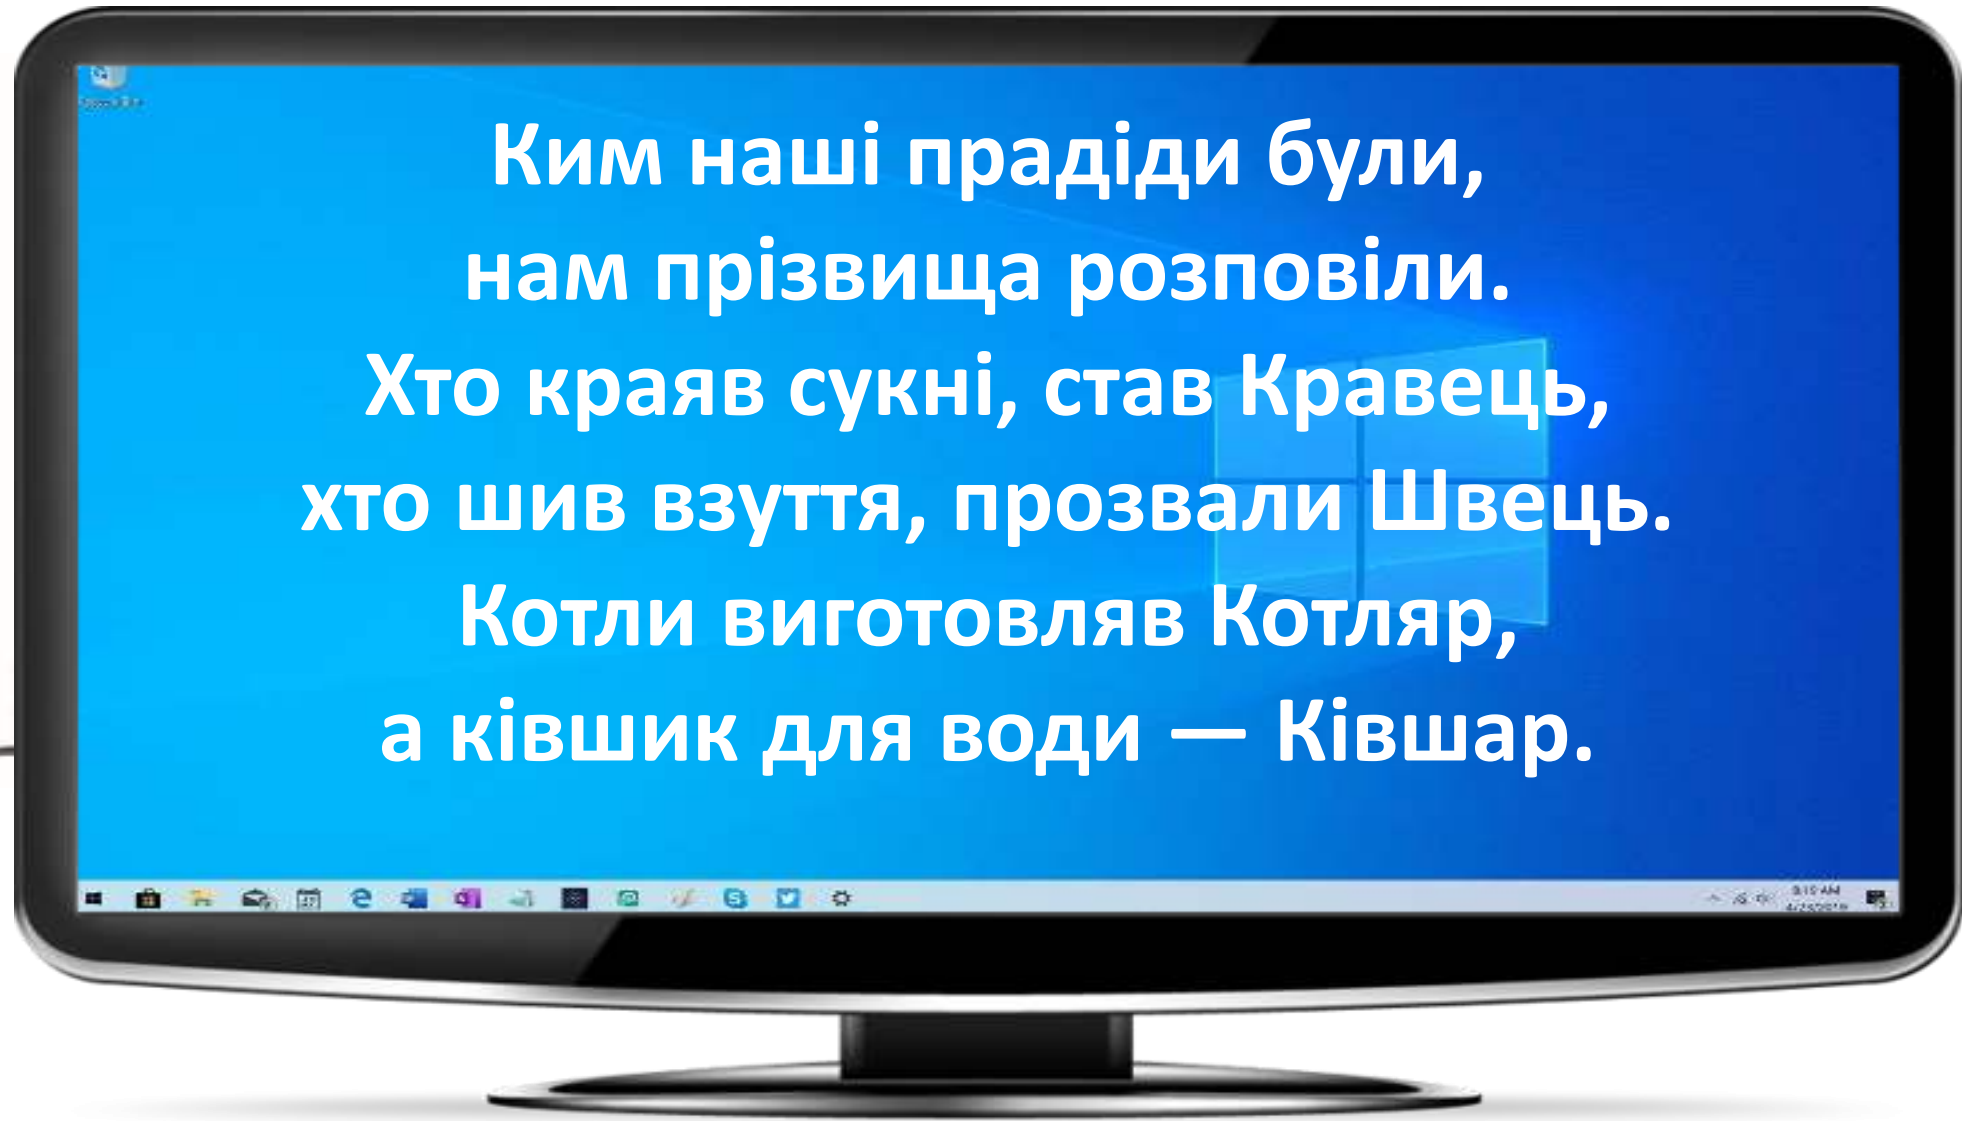 Ким наші прадіди були,
нам прізвища розповіли.
Хто краяв сукні, став Кравець,
хто шив взуття, прозвали Швець.
Котли виготовляв Котляр,
а ківшик для води — Ківшар.